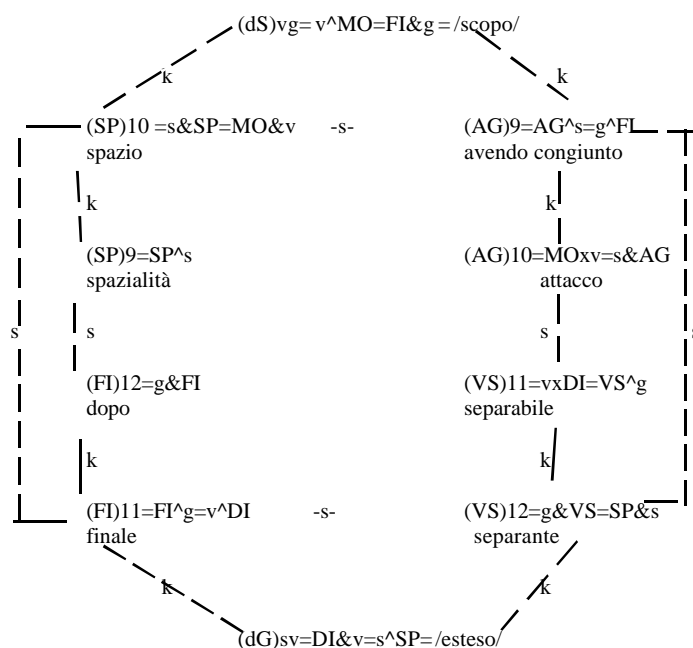 (dS)vg= v^MO=FI&g = /scopo/
k k
(SP)10 =s&SP=MO&v -s- (AG)9=AG^s=g^FI
spazio avendo congiunto
k k
(SP)9=SP^s (AG)10=MOxv=s&AG
spazialità attacco
s s s s
(FI)12=g&FI (VS)11=vxDI=VS^g
dopo separabile
k k
(FI)11=FI^g=v^DI -s- (VS)12=g&VS=SP&s
finale separante
k k
(dG)sv=DI&v=s^SP=/esteso/